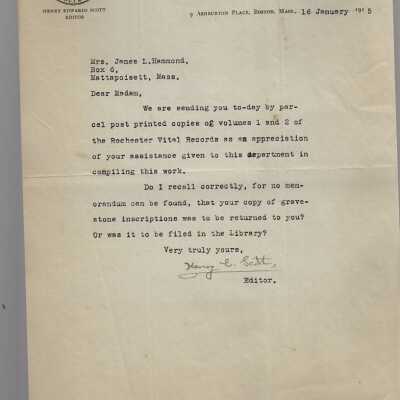 HENRY EDWARD SCOTT
EDITOR
9 ASHBURTON PLACE, BOSTON, MASS. 16 January 1915
Mrs. James L.Hammond,
Box 6,
Mattapoisett, Mass.
Dear Madam,
We are sending you to-day by par-
cel post printed copies of volumes 1 and 2 of
the Rochester Vital Records as an appreciation
of your assistance given to this department in
compiling this work.
Do I recall correctly, for no mem-
orandum can be found, that your copy of grave-
stone inscriptions was to be returned to you?
Or was it to be filed in the Library?
Very truly yours,
Henry E. Scott,
Editor.